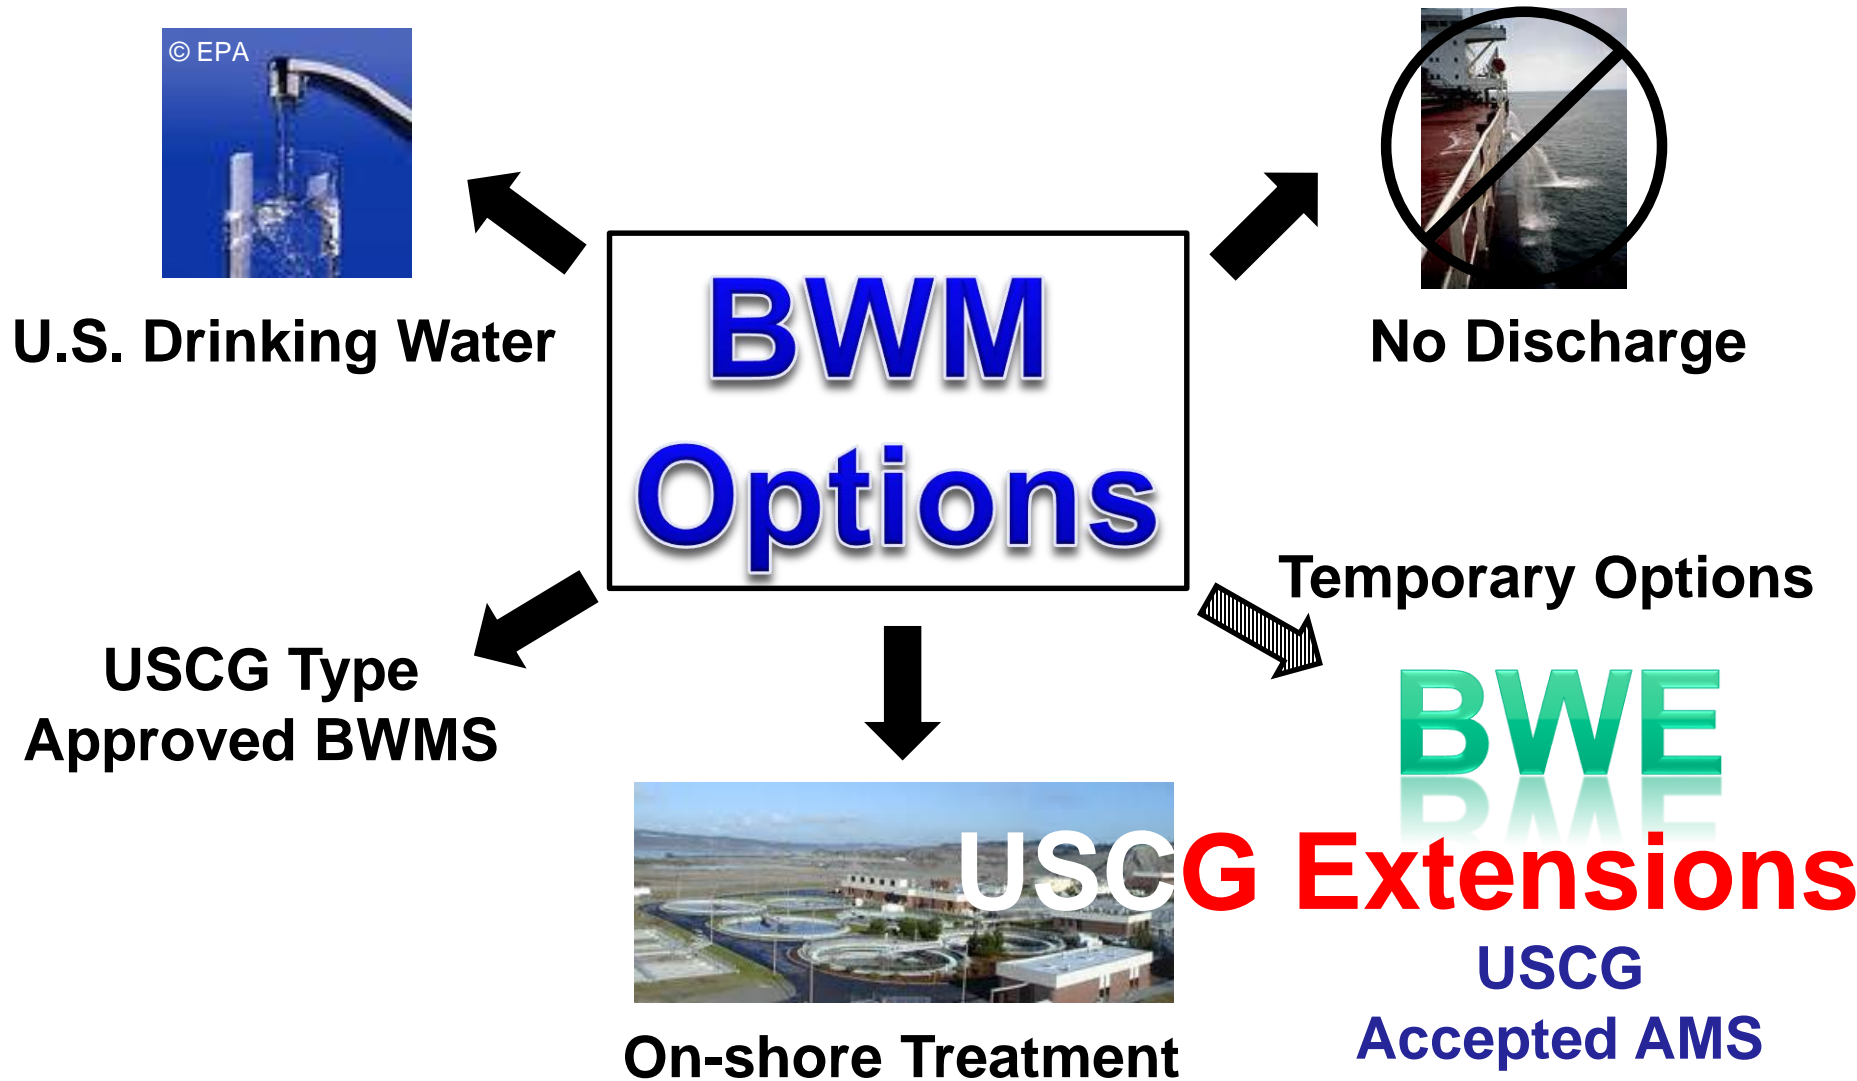 © EPA
U.S. Drinking Water
BWM
Options
No Discharge
Temporary Options
USCG Type
Approved BWMS
BWE
USCG Extensions
USCG
Accepted AMS
On-shore Treatment